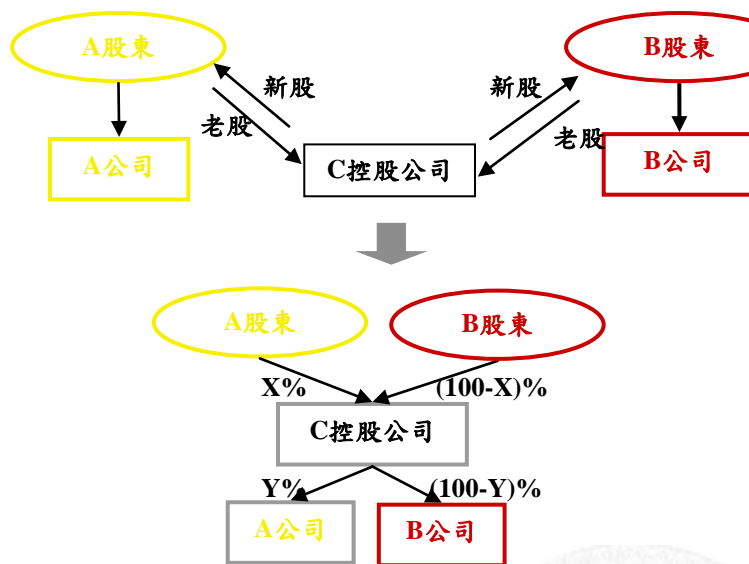 A股東
B股東
新股
新股
老股
老股
A公司
C控股公司
B公司
A股東
B股東
X%
(100-X)%
C控股公司
Y%
(100-Y)%
A公司
B公司